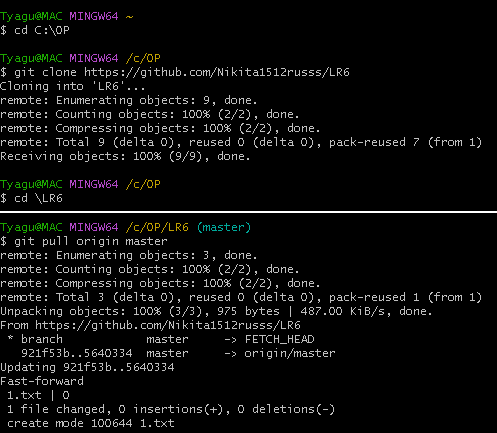 Tyagu@MAC MINGW64 ~
$ cd C:\OP
Tyagu@MAC MINGW64 /c/OP
$ git clone https://github.com/Nikita1512russs/LR6
Cloning into 'LR6'...
remote: Enumerating objects: 9, done.
remote: Counting objects: 100% (2/2), done.
remote: Compressing objects: 100% (2/2), done.
remote: Total 9 (delta 0), reused 0 (delta 0), pack-reused 7 (from 1)
Receiving objects: 100% (9/9), done.
Tyagu@MAC MINGW64 /c/OP
$ cd \LR6
Tyagu@MAC MINGW64 /c/OP/LR6 (master)
$ git pull origin master
remote: Enumerating objects: 3, done.
remote: Counting objects: 100% (2/2), done.
remote: Compressing objects: 100% (2/2), done.
remote: Total 3 (delta 0), reused 0 (delta 0), pack-reused 1 (from 1)
Unpacking objects: 100% (3/3), 975 bytes | 487.00 KiB/s, done.
From https://github.com/Nikita1512russs/LR6
 * branch            master     -> FETCH_HEAD
   921f53b..5640334  master     -> origin/master
Updating 921f53b..5640334
Fast-forward
 1.txt | 0
 1 file changed, 0 insertions(+), 0 deletions(-)
 create mode 100644 1.txt